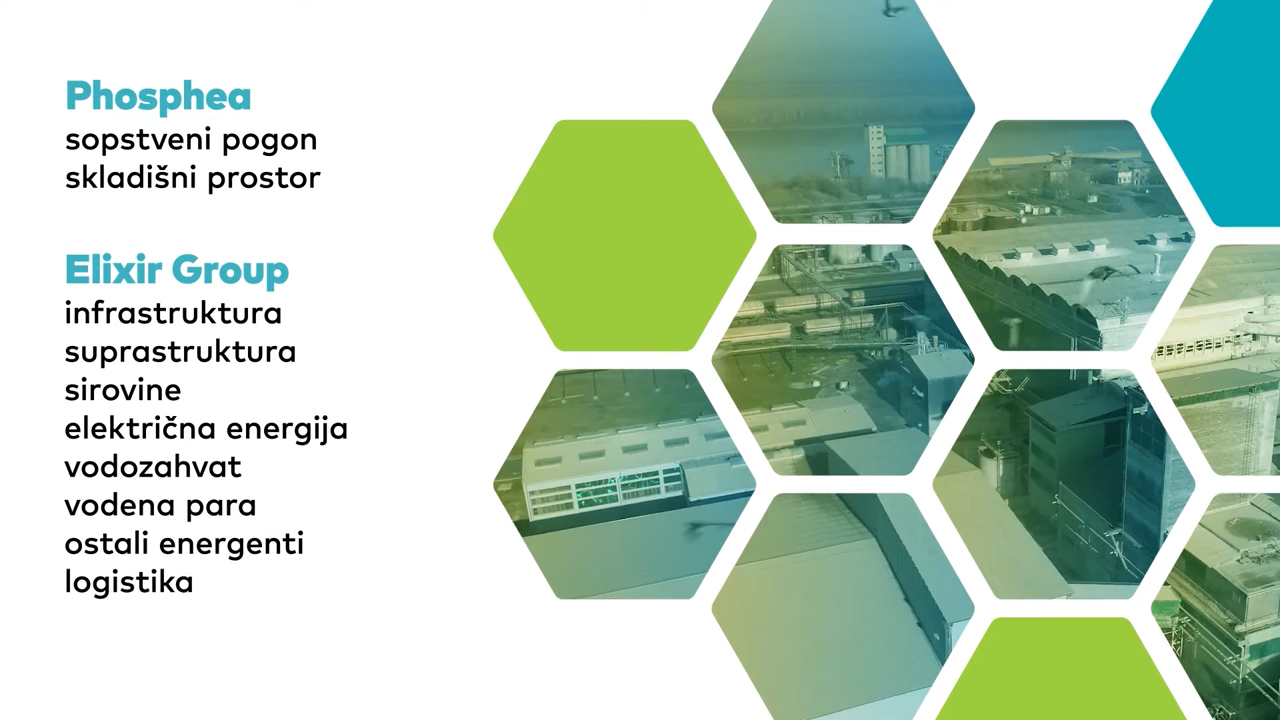 Phosphea
sopstveni pogon
skladišni prostor
Elixir Group
infrastruktura
suprastruktura
sirovine
električna energija
vodozahvat
vodena para
ostali energenti
logistika